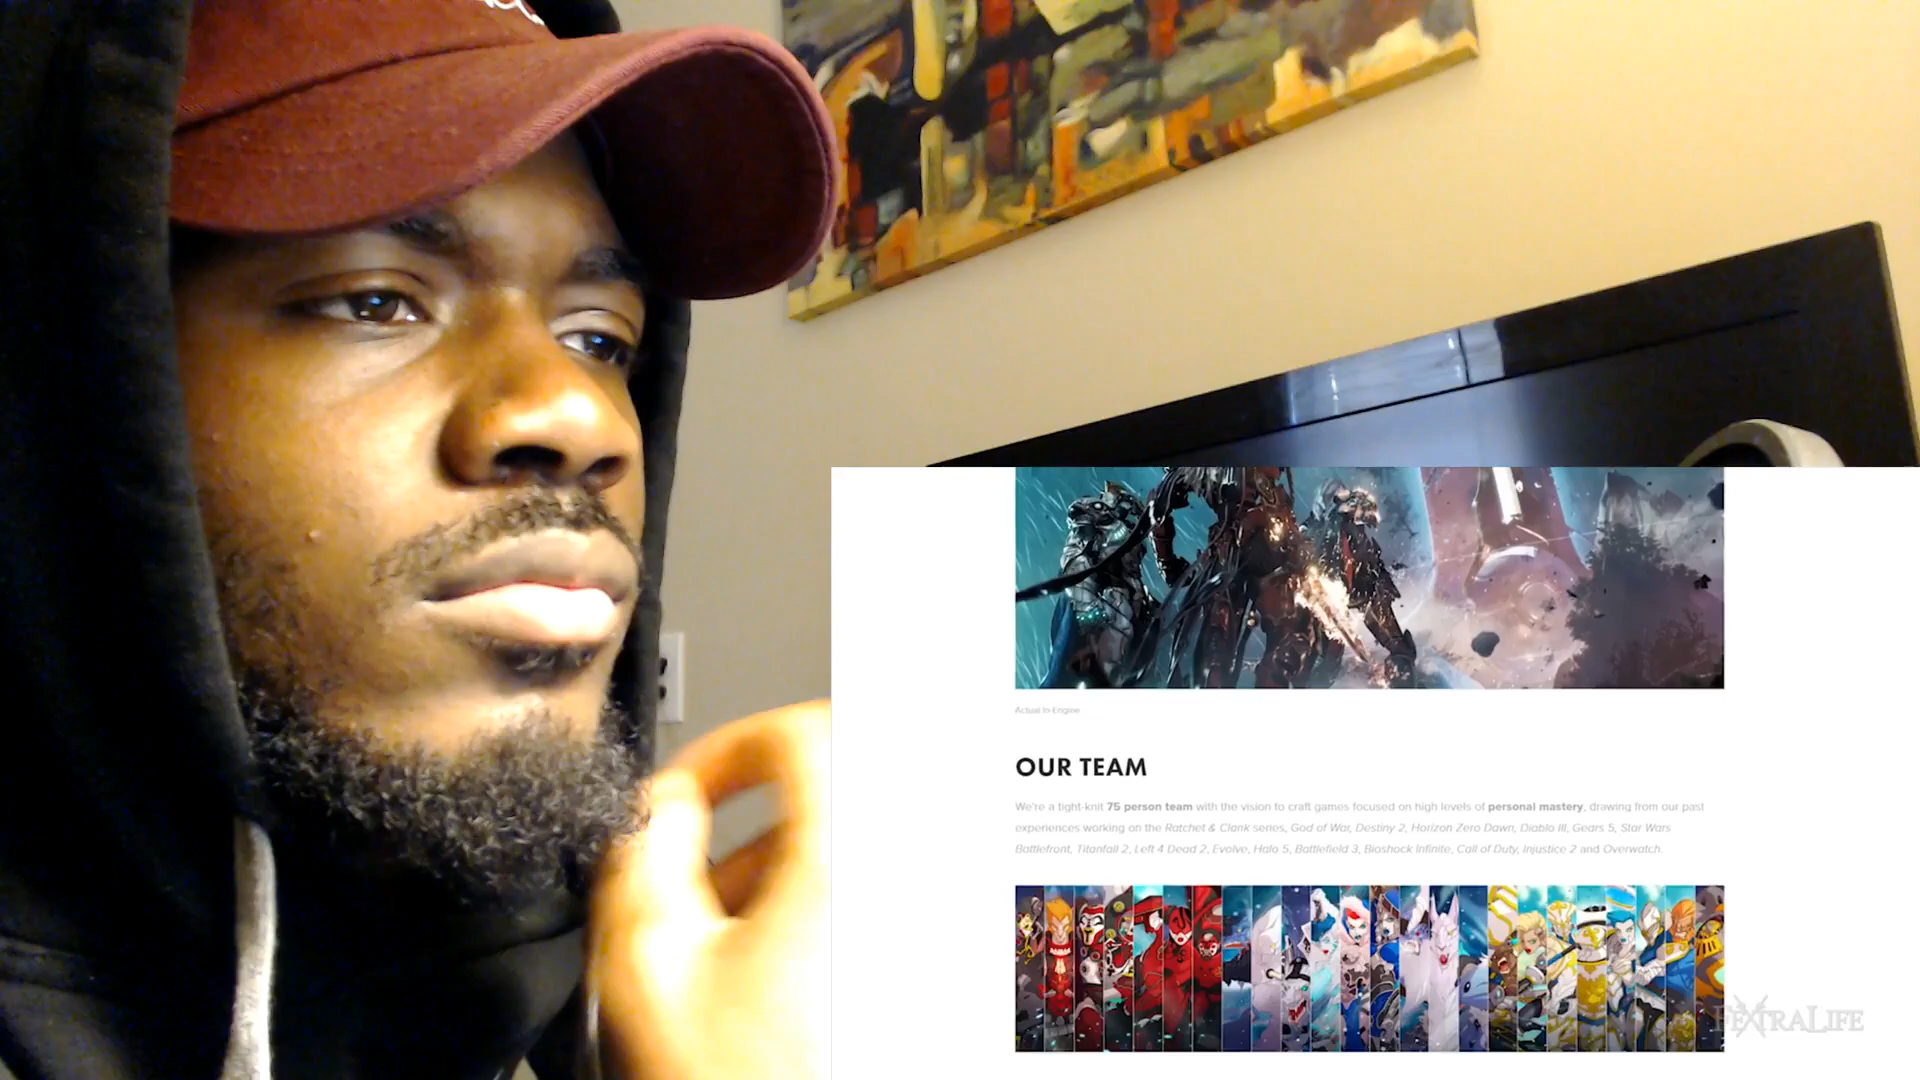 Actual In-Engine
OUR TEAM
We're a tight-knit 75 person team with the vision to craft games focused on high levels of personal mastery, drawing from our past
experiences working on the Ratchet & Clank series, God of War, Destiny 2, Horizon Zero Dawn, Diablo III, Gears 5, Star Wars
Battlefront, Titanfall 2, Left 4 Dead 2, Evolve, Halo 5, Battlefield 3, Bioshock Infinite, Call of Duty, Injustice 2 and Overwatch.
FEXTRALIFE